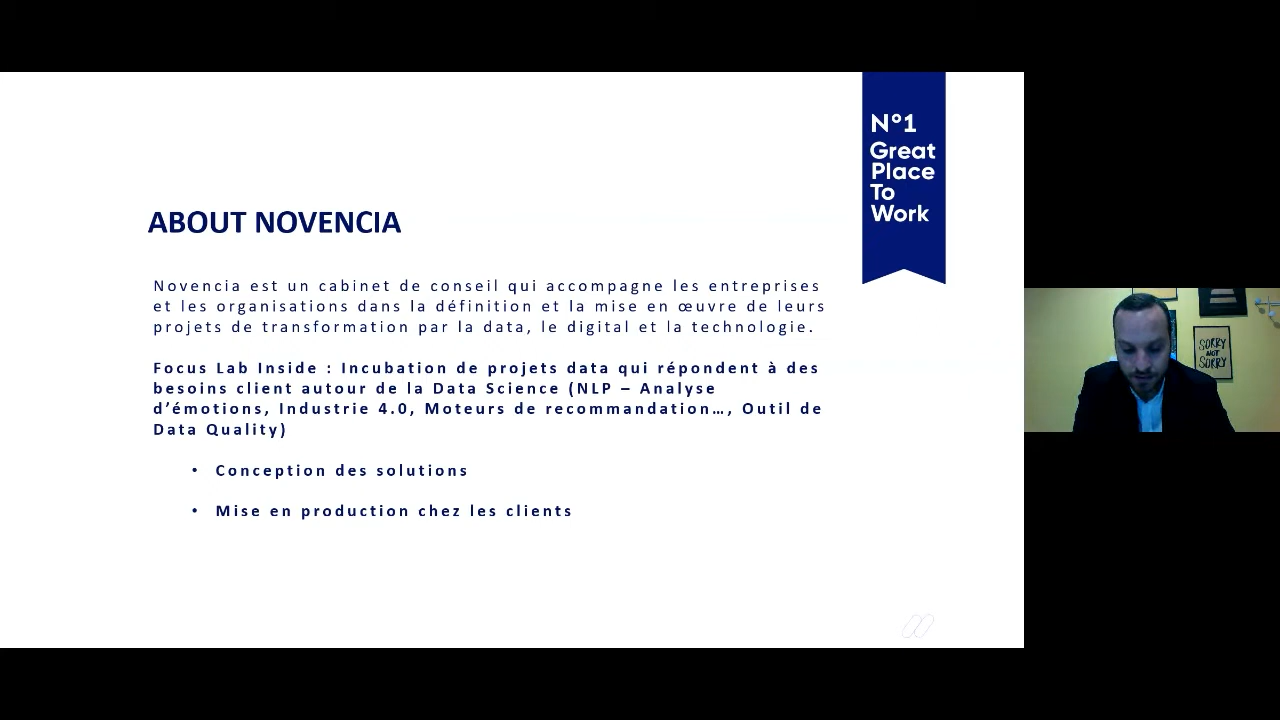 N°1
Great
Place
To
Work
ABOUT NOVENCIA
Novencia est un cabinet de conseil qui accompagne les entreprises
et les organisations dans la définition et la mise en œuvre de leurs
projets de transformation par la data, le digital et la technologie.
Focus Lab Inside : Incubation de projets data qui répondent à des
besoins client autour de la Data Science (NLP – Analyse
d’émotions, Industrie 4.0, Moteurs de recommandation…, Outil de
Data Quality)
• Conception des solutions
• Mise en production chez les clients
SORRY
NOT
SORRY